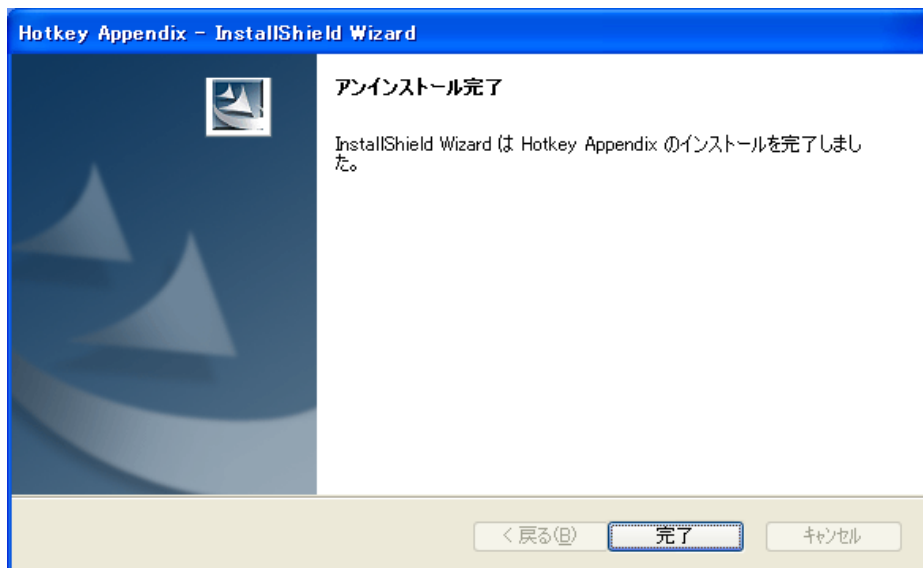 Hotkey Appendix - InstallShield Wizard
アンインストール完了
InstallShield Wizard は Hotkey Appendix のインストールを完了しまし
た。
< 戻る(B)
完了
キャンセル